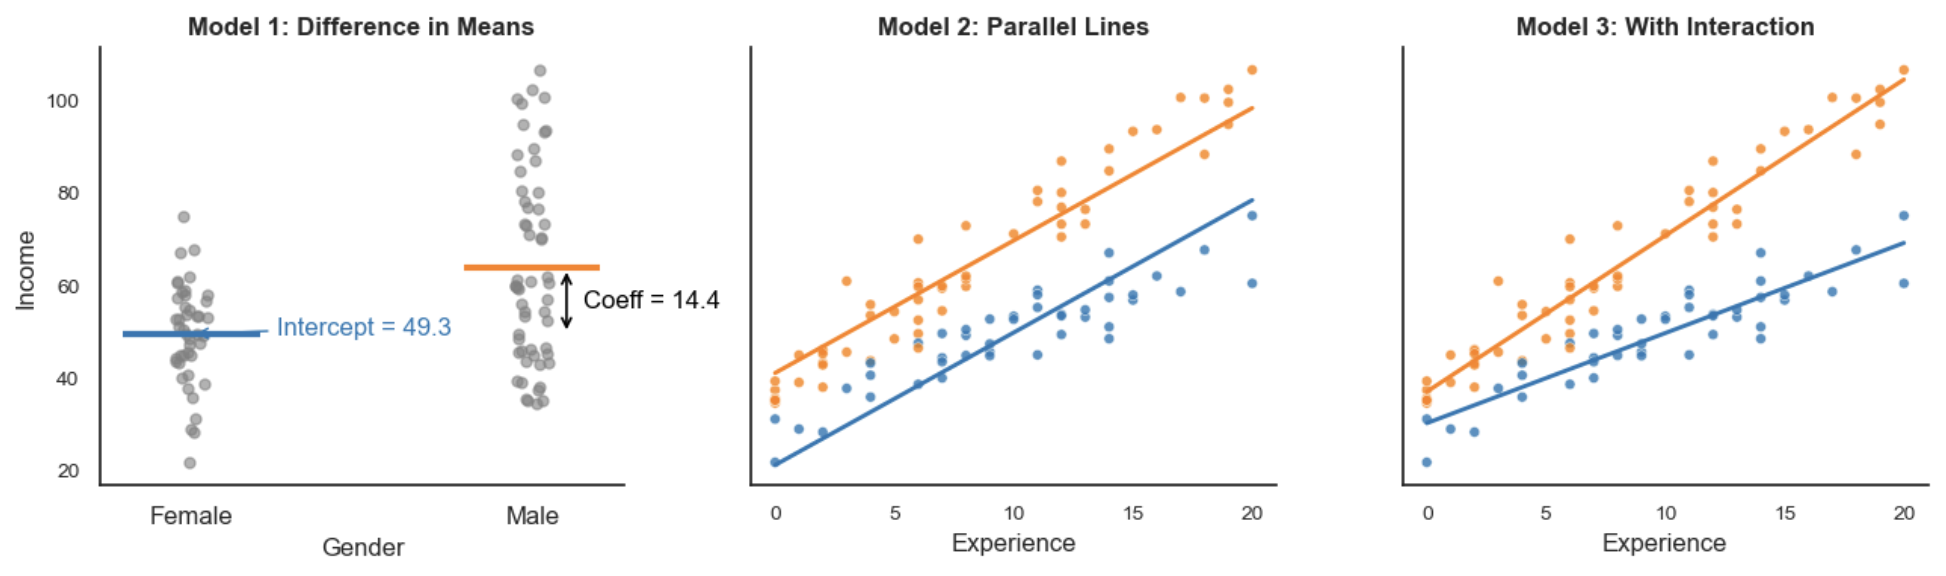 Model 1: Difference in Means
Income
100
80
60
40
20
Intercept = 49.3
Coeff = 14.4
Female
Male
Gender
Model 2: Parallel Lines
0 5 10 15 20
Experience
Model 3: With Interaction
0 5 10 15 20
Experience